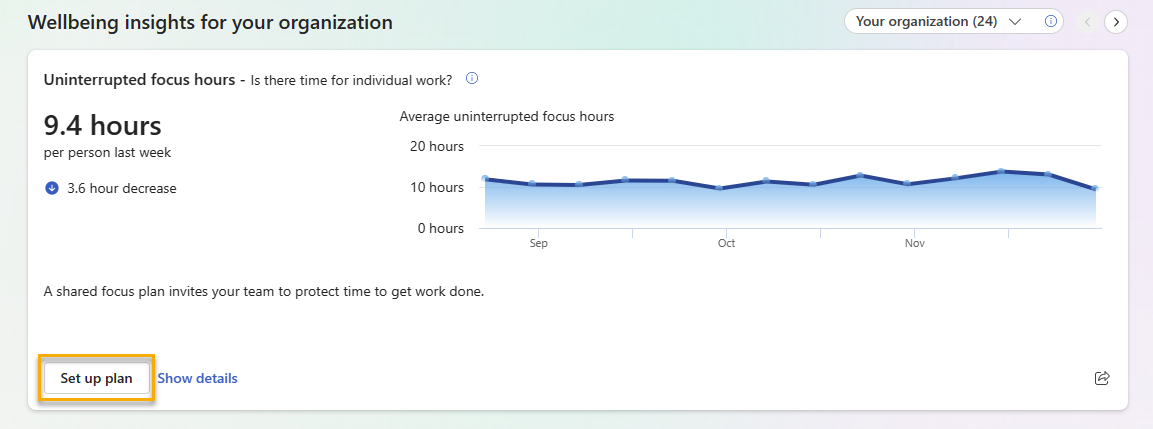 Wellbeing insights for your organization
Your organization (24)
Uninterrupted focus hours - Is there time for individual work?
9.4 hours
per person last week
3.6 hour decrease
Average uninterrupted focus hours
20 hours
10 hours
0 hours
Sep Oct Nov
A shared focus plan invites your team to protect time to get work done.
Set up plan Show details